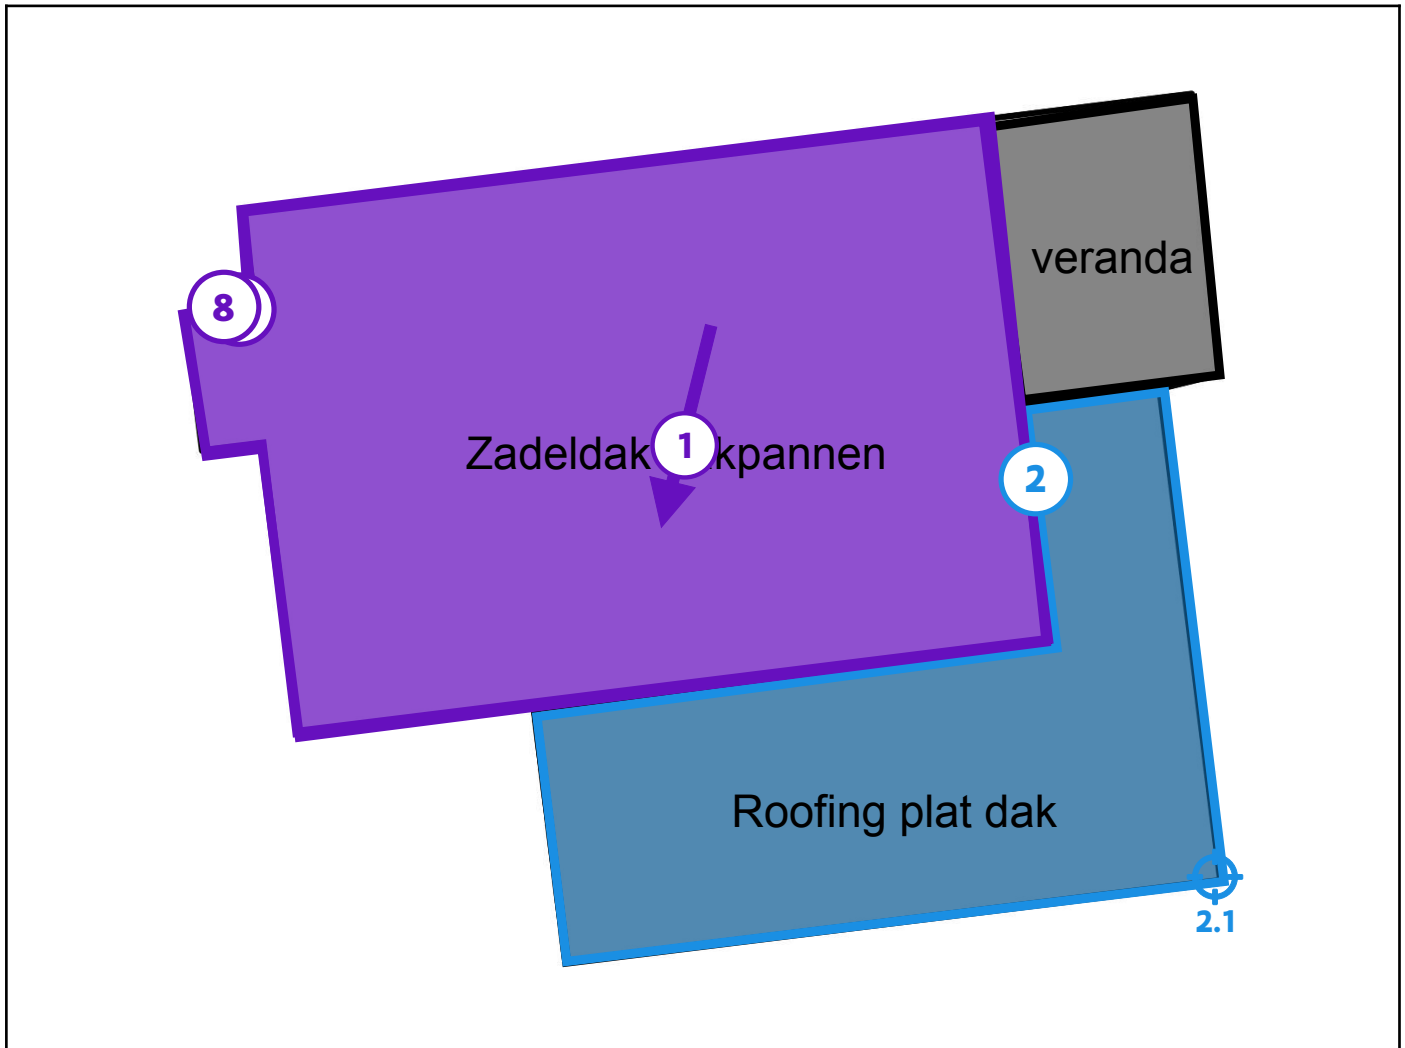 veranda
8
Zadeldak
1
kpannen
2
Roofing plat dak
2.1